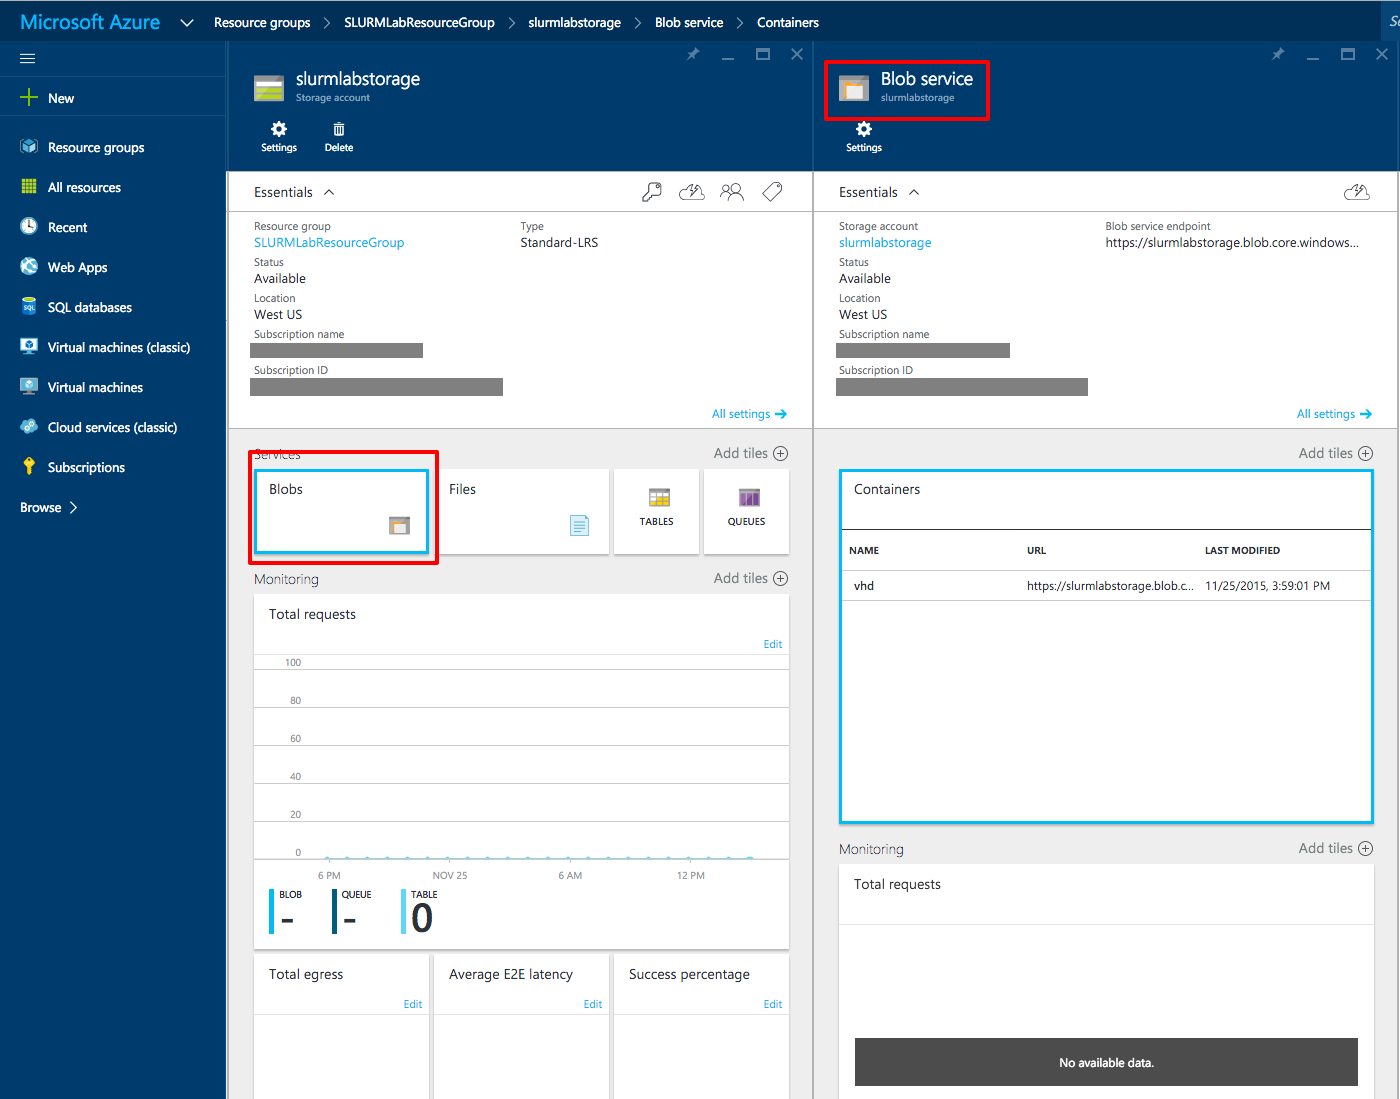 Microsoft Azure
Resource groups
SLURMLabResourceGroup
slurmlabstorage
Blob service
Containers
New
Resource groups
All resources
Recent
Web Apps
SQL databases
Virtual machines (classic)
Virtual machines
Cloud services (classic)
Subscriptions
Browse
slurmlabstorage
Storage account
Settings
Delete
Essentials
Resource group
SLURMLabResourceGroup
Type
Standard-LRS
Status
Available
Location
West US
Subscription name
Subscription ID
All settings
Services
Add tiles
Blobs
Files
TABLES
QUEUES
Monitoring
Add tiles
Total requests
Edit
100
80
60
40
20
0
6 PM
NOV 25
6 AM
12 PM
BLOB
-
QUEUE
-
TABLE
0
Total egress
Edit
Average E2E latency
Edit
Success percentage
Edit
Blob service
slurmlabstorage
Settings
Essentials
Storage account
slurmlabstorage
Blob service endpoint
https://slurmlabstorage.blob.core.windows...
Status
Available
Location
West US
Subscription name
Subscription ID
All settings
Add tiles
Containers
NAME URL LAST MODIFIED
vhd https://slurmlabstorage.blob.c... 11/25/2015, 3:59:01 PM
Monitoring
Add tiles
Total requests
No available data.